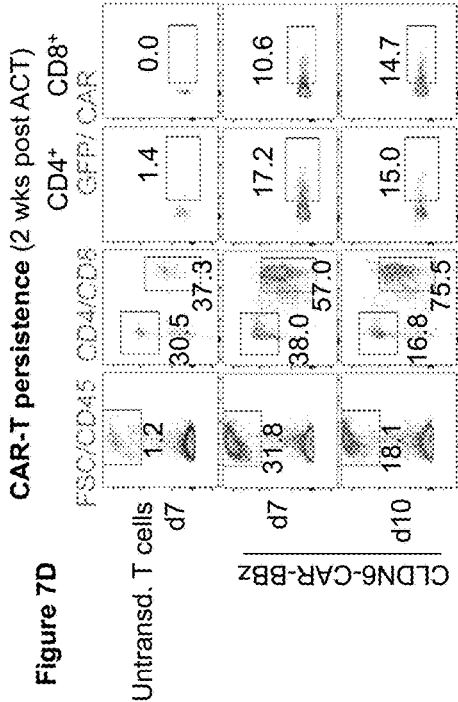 Figure 7D
CAR-T persistence (2 wks post ACT)
CD4⁺ CD8⁺
FSC/CD45 CD4/CD8 GFP/ CAR
Untransd. T cells
d7
1.2 30.5 37.3 1.4 0.0
CLDN6-CAR-BBz
d7
31.8 38.0 57.0 17.2 10.6
d10
18.1 16.8 75.5 15.0 14.7